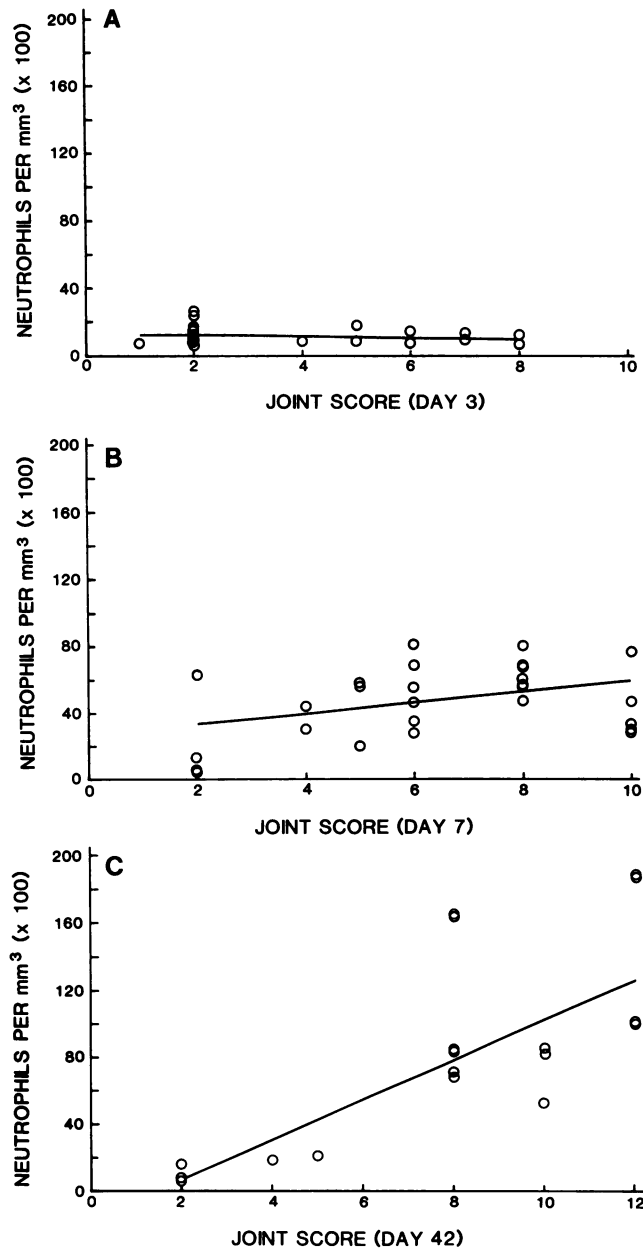 A
NEUTROPHILS PER mm³ (x 100)
200
160
120
80
40
0
0 2 4 6 8 10
JOINT SCORE (DAY 3)
B
NEUTROPHILS PER mm³ (x 100)
200
160
120
80
40
0
0 2 4 6 8 10
JOINT SCORE (DAY 7)
C
NEUTROPHILS PER mm³ (x 100)
200
160
120
80
40
0
0 2 4 6 8 10 12
JOINT SCORE (DAY 42)